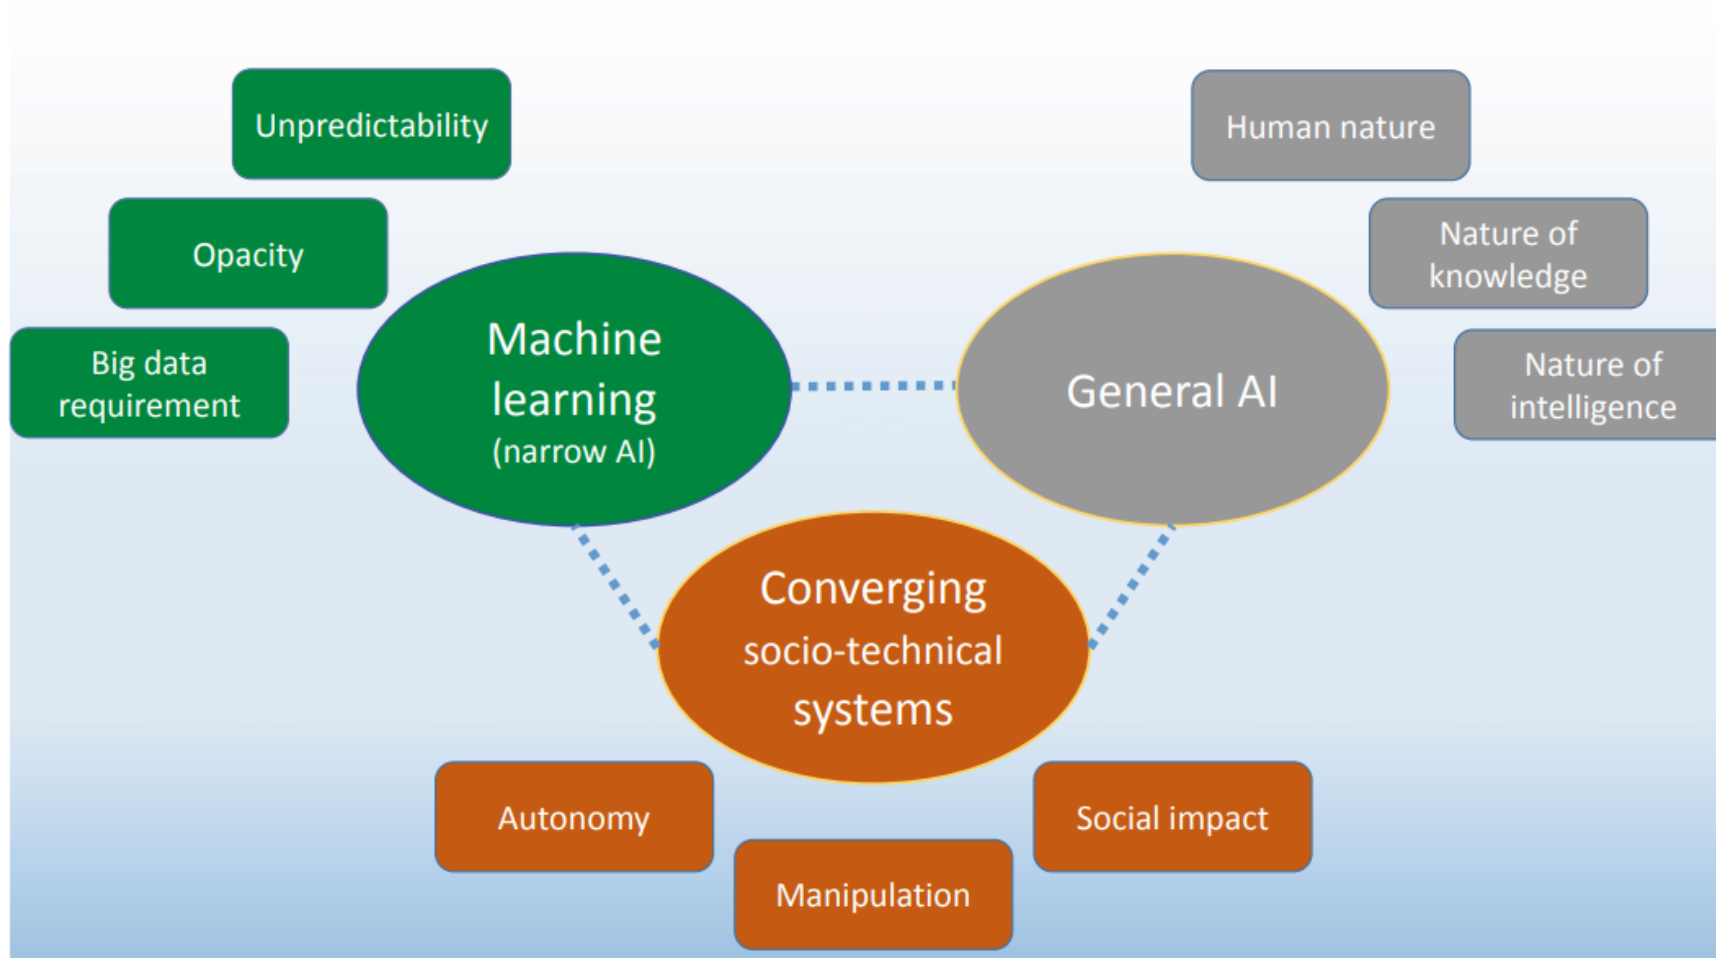 Unpredictability
Opacity
Big data
requirement
Machine
learning
(narrow AI)
Human nature
Nature of
knowledge
Nature of
intelligence
General AI
Converging
socio-technical
systems
Autonomy
Manipulation
Social impact